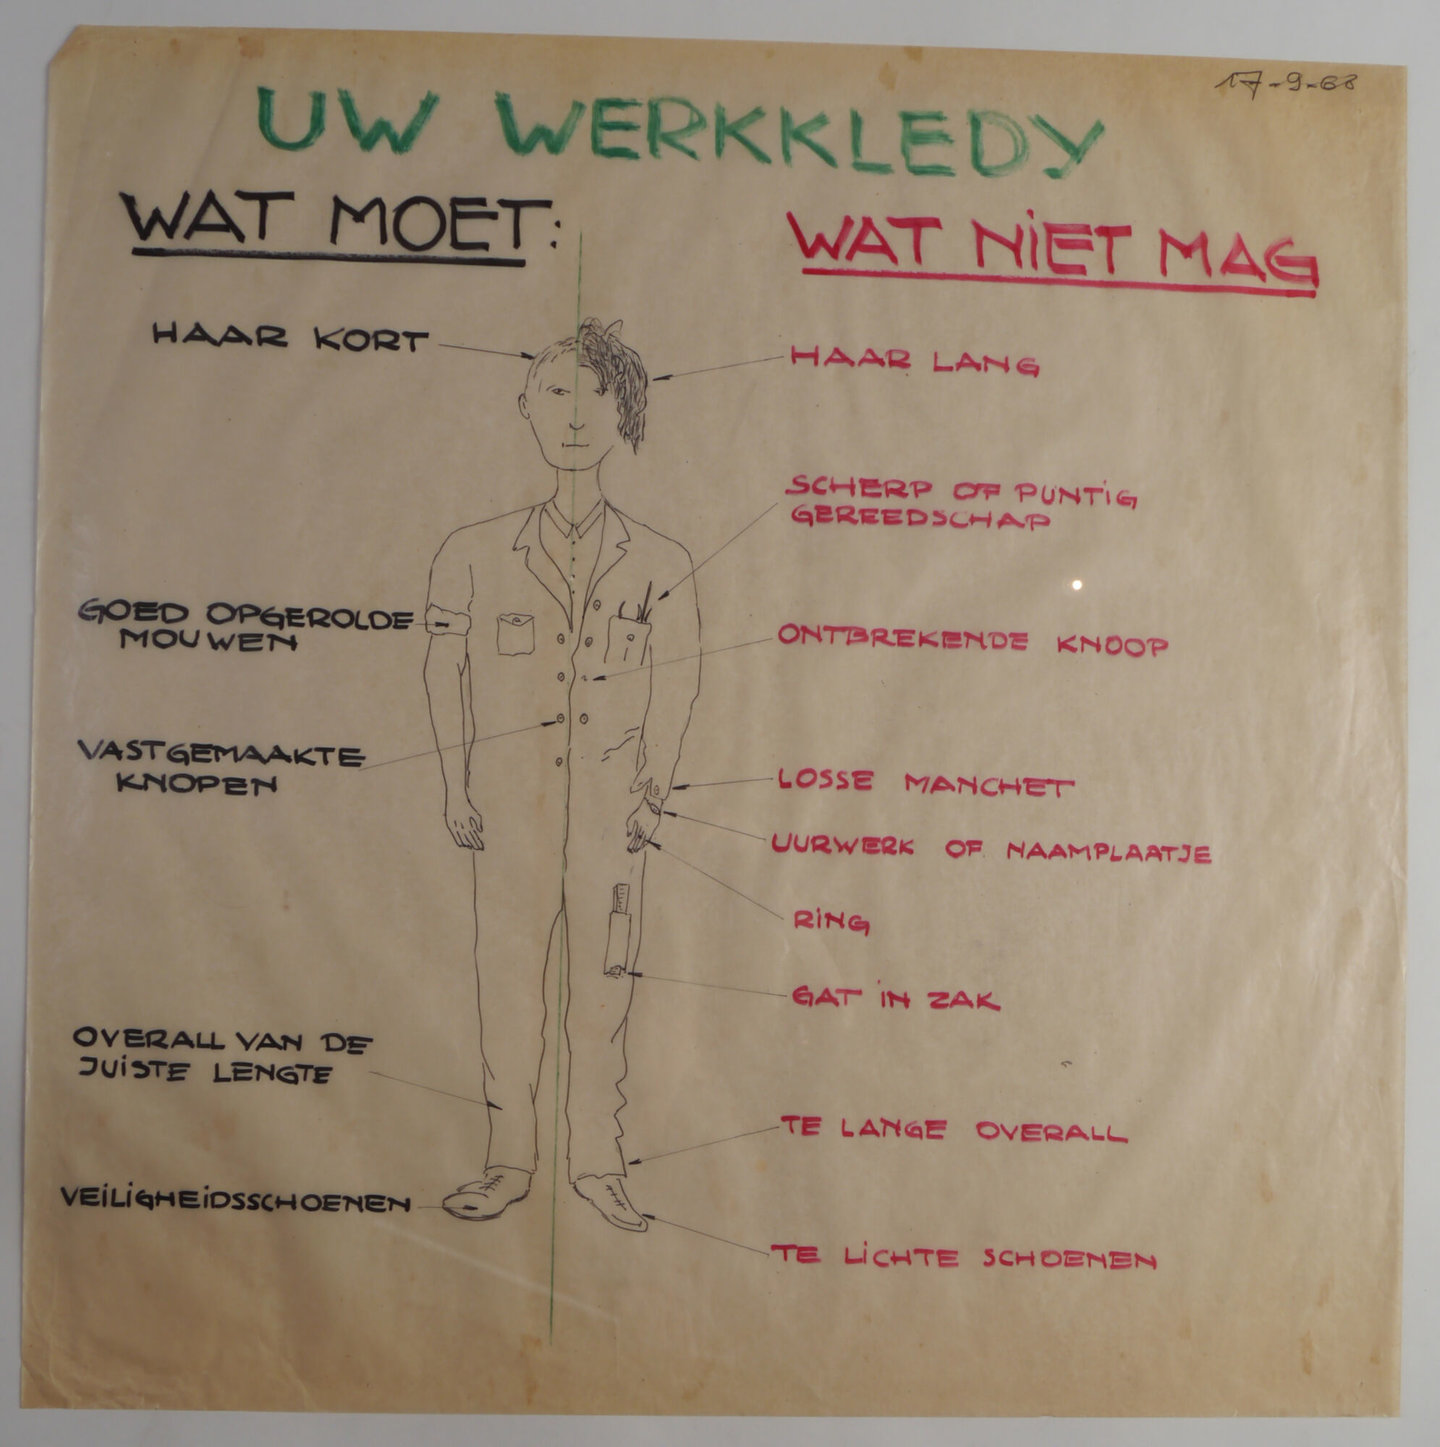 17-9-68
UW WERKKLEDY
WAT MOET:
WAT NIET MAG
HAAR KORT
HAAR LANG
SCHERP OF PUNTIG
GEREEDSCHAP
GOED OPGEROLDE
MOUWEN
ONTBREKENDE KNOOP
VASTGEMAAKTE
KNOPEN
LOSSE MANCHET
UURWERK OF NAAMPLAATJE
RING
GAT IN ZAK
OVERALL VAN DE
JUISTE LENGTE
TE LANGE OVERALL
VEILIGHEIDSSCHOENEN
TE LICHTE SCHOENEN